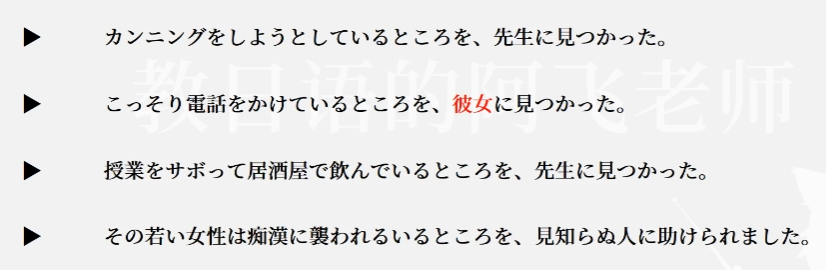 ▶ カンニングをしようとしているところを、先生に見つかった。
教日语的阿飞老师
▶ こっそり電話をかけているところを、彼女に見つかった。
▶ 授業をサボって居酒屋で飲んでいるところを、先生に見つかった。
▶ その若い女性は痴漢に襲われるいるところを、見知らぬ人に助けられました。